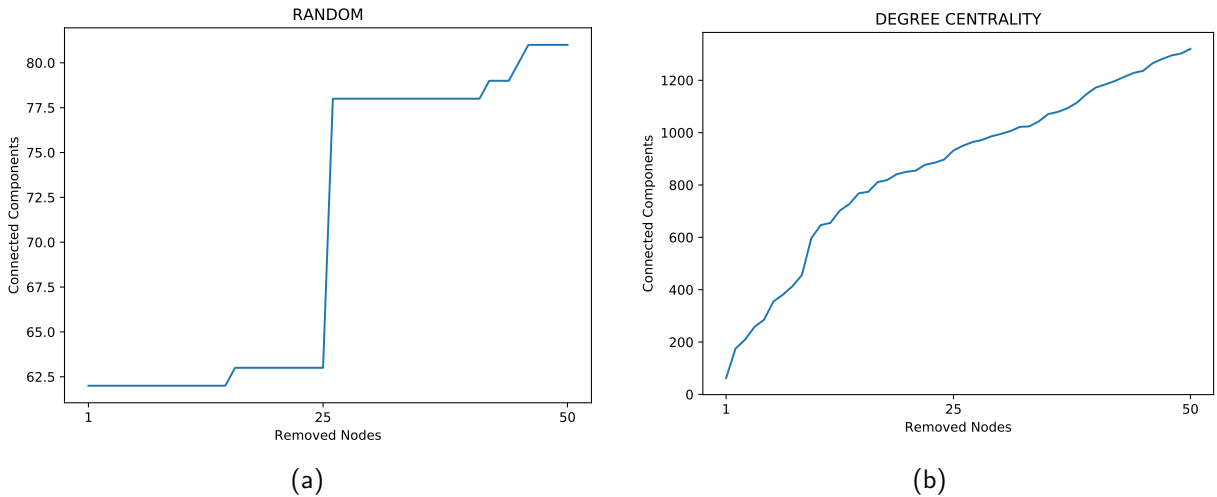 RANDOM
Connected Components
80.0
77.5
75.0
72.5
70.0
67.5
65.0
62.5
1
25
50
Removed Nodes
(a)
DEGREE CENTRALITY
Connected Components
1200
1000
800
600
400
200
0
1
25
50
Removed Nodes
(b)